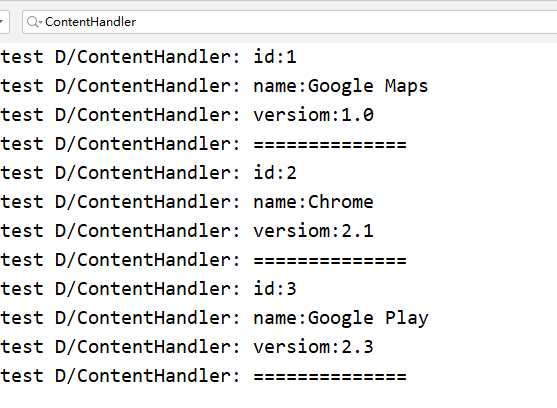 ContentHandler
test D/ContentHandler: id:1
test D/ContentHandler: name:Google Maps
test D/ContentHandler: versiom:1.0
test D/ContentHandler: ==============
test D/ContentHandler: id:2
test D/ContentHandler: name:Chrome
test D/ContentHandler: versiom:2.1
test D/ContentHandler: ==============
test D/ContentHandler: id:3
test D/ContentHandler: name:Google Play
test D/ContentHandler: versiom:2.3
test D/ContentHandler: ==============